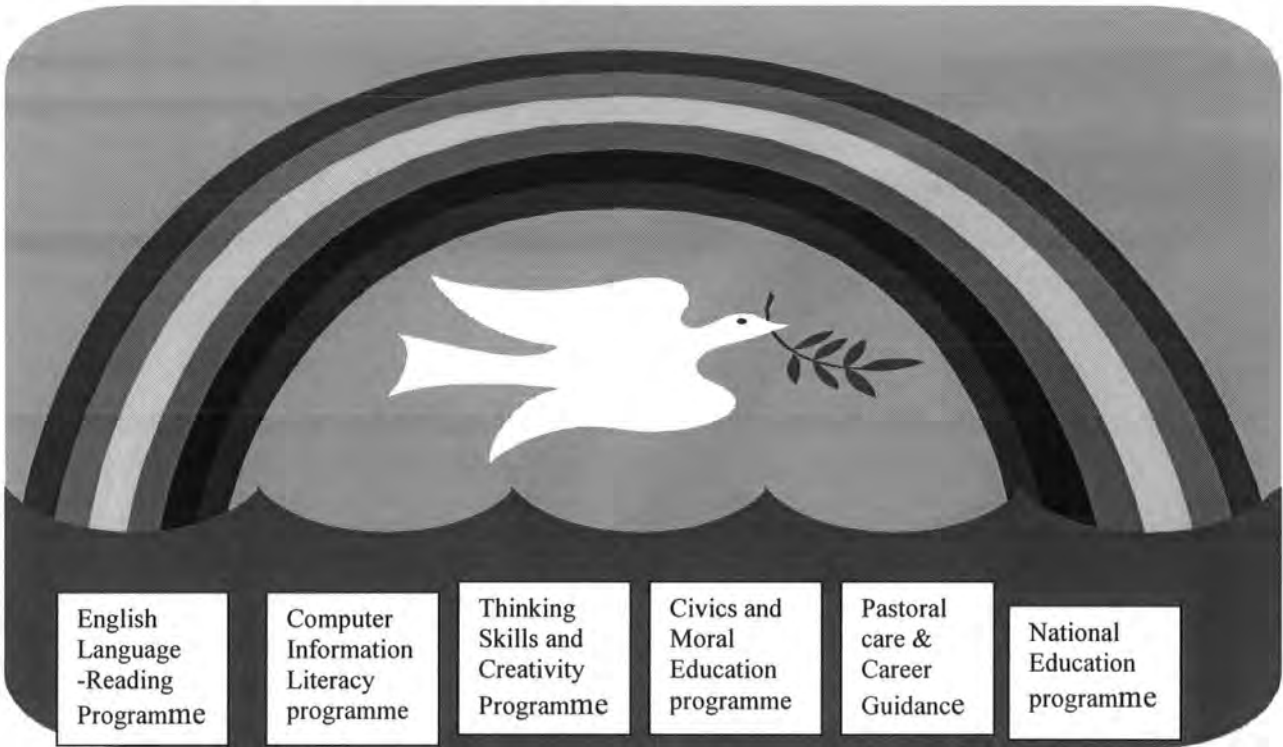 English
Language
-Reading
Programme
Computer
Information
Literacy
programme
Thinking
Skills and
Creativity
Programme
Civics and
Moral
Education
programme
Pastoral
care &
Career
Guidance
National
Education
programme